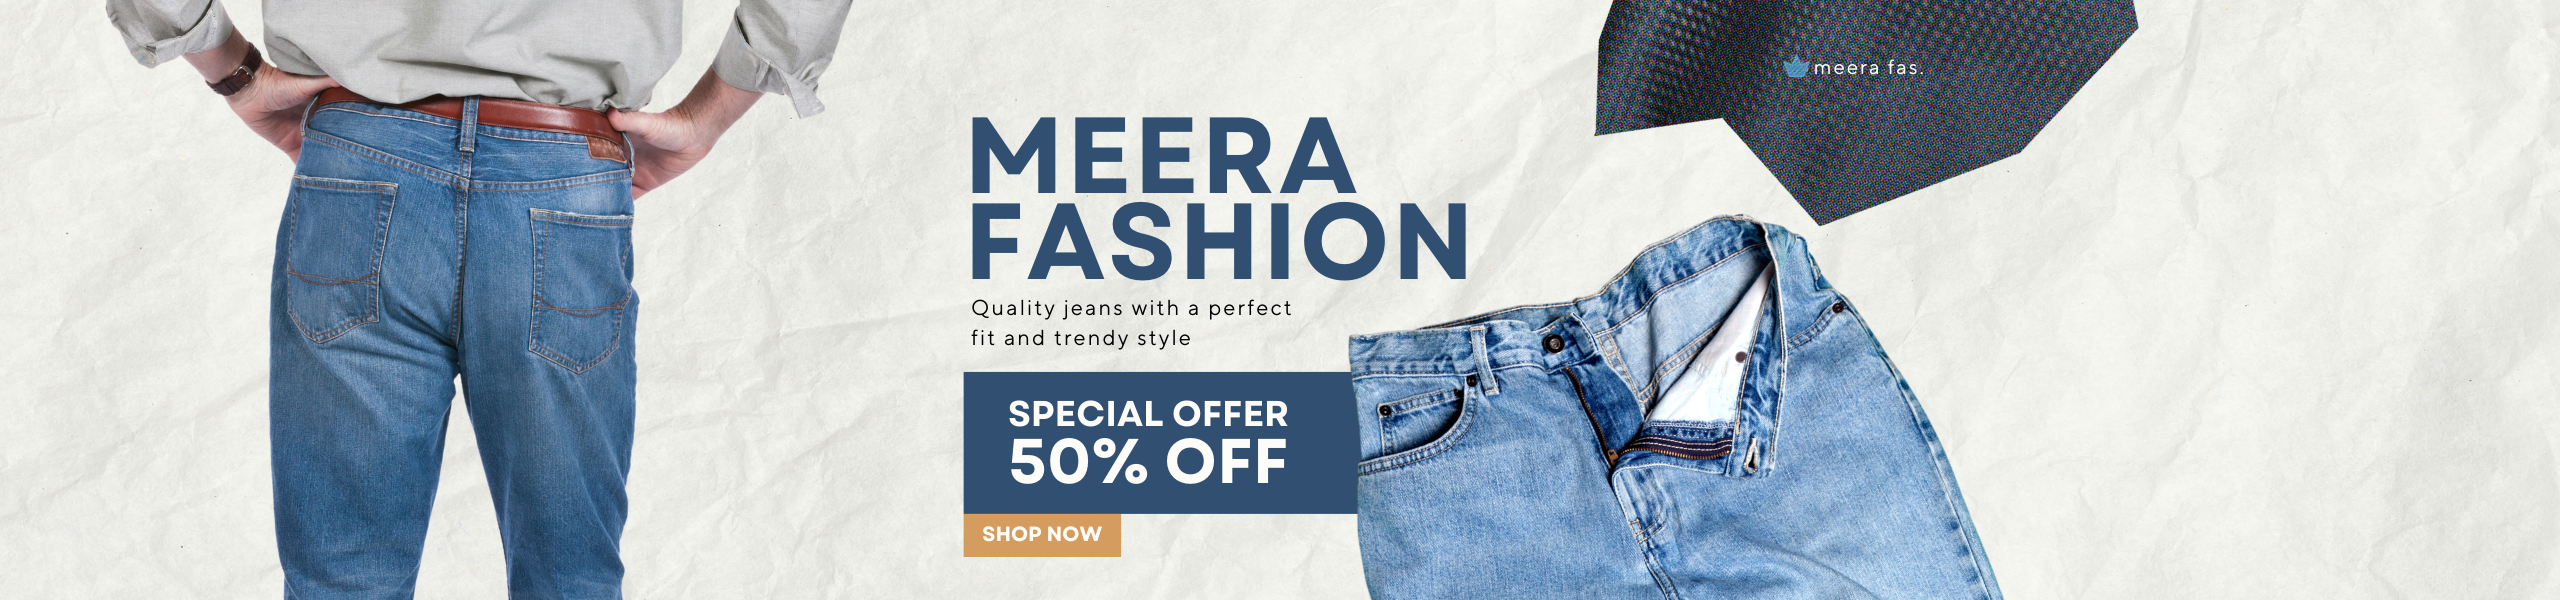 meera fas.
MEERA
FASHION
Quality jeans with a perfect
fit and trendy style
SPECIAL OFFER
50% OFF
SHOP NOW